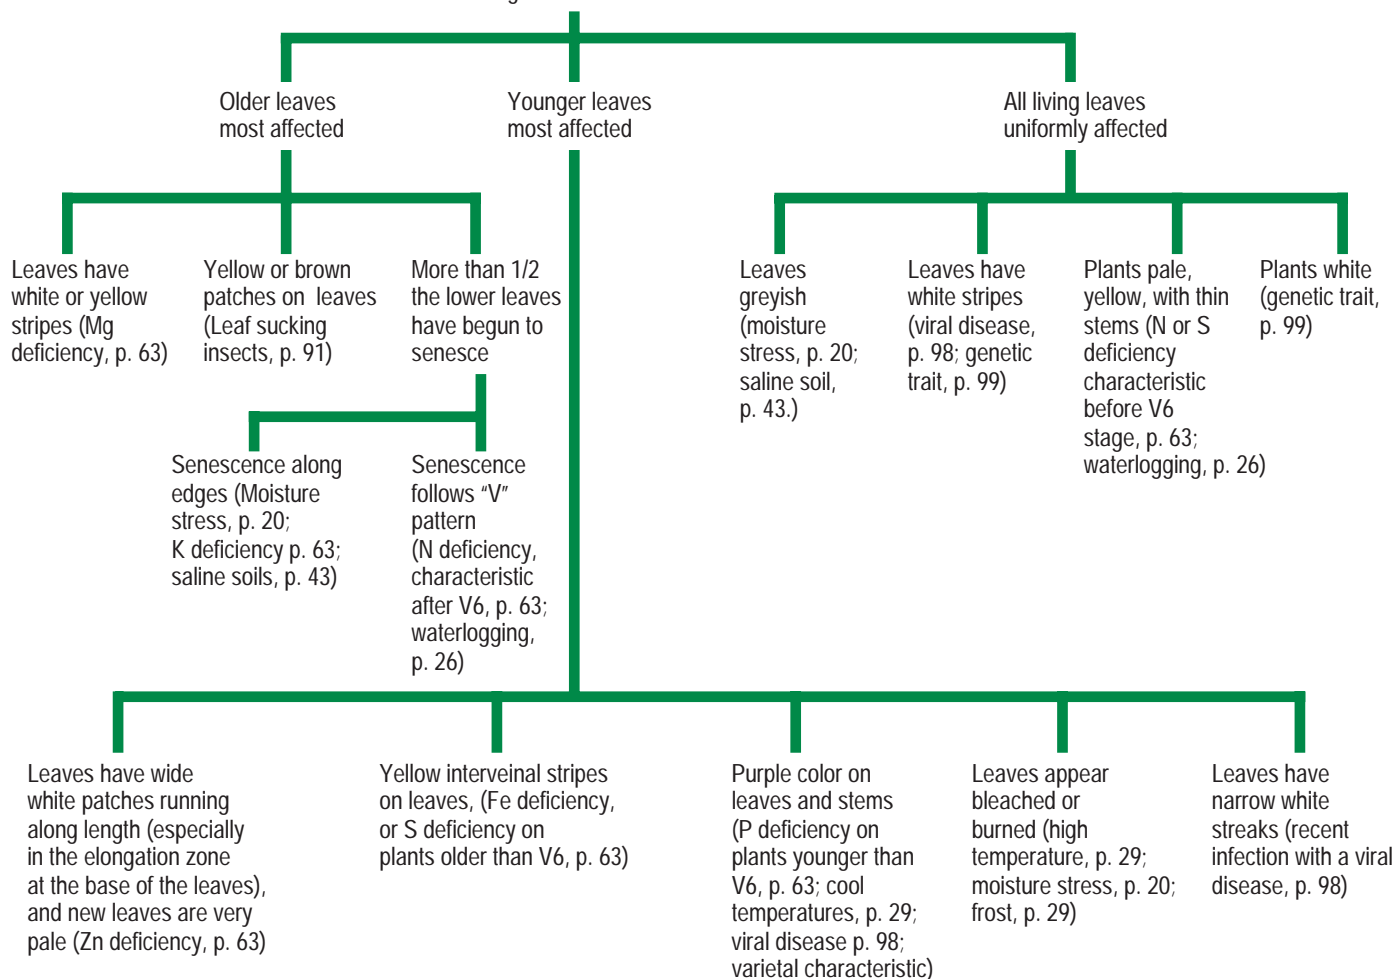 Older leaves
most affected
Younger leaves
most affected
All living leaves
uniformly affected
Leaves have
white or yellow
stripes (Mg
deficiency, p. 63)
Yellow or brown
patches on leaves
(Leaf sucking
insects, p. 91)
More than 1/2
the lower leaves
have begun to
senesce
Leaves
greyish
(moisture
stress, p. 20;
saline soil,
p. 43.)
Leaves have
white stripes
(viral disease,
p. 98; genetic
trait, p. 99)
Plants pale,
yellow, with thin
stems (N or S
deficiency
characteristic
before V6
stage, p. 63;
waterlogging, p. 26)
Plants white
(genetic trait,
p. 99)
Senescence along
edges (Moisture
stress, p. 20;
K deficiency p. 63;
saline soils, p. 43)
Senescence
follows “V”
pattern
(N deficiency,
characteristic
after V6, p. 63;
waterlogging,
p. 26)
Leaves have wide
white patches running
along length (especially
in the elongation zone
at the base of the leaves),
and new leaves are very
pale (Zn deficiency, p. 63)
Yellow interveinal stripes
on leaves, (Fe deficiency,
or S deficiency on
plants older than V6, p. 63)
Purple color on
leaves and stems
(P deficiency on
plants younger than
V6, p. 63; cool
temperatures, p. 29;
viral disease p. 98;
varietal characteristic)
Leaves appear
bleached or
burned (high
temperature, p. 29;
moisture stress, p. 20;
frost, p. 29)
Leaves have
narrow white
streaks (recent
infection with a viral
disease, p. 98)